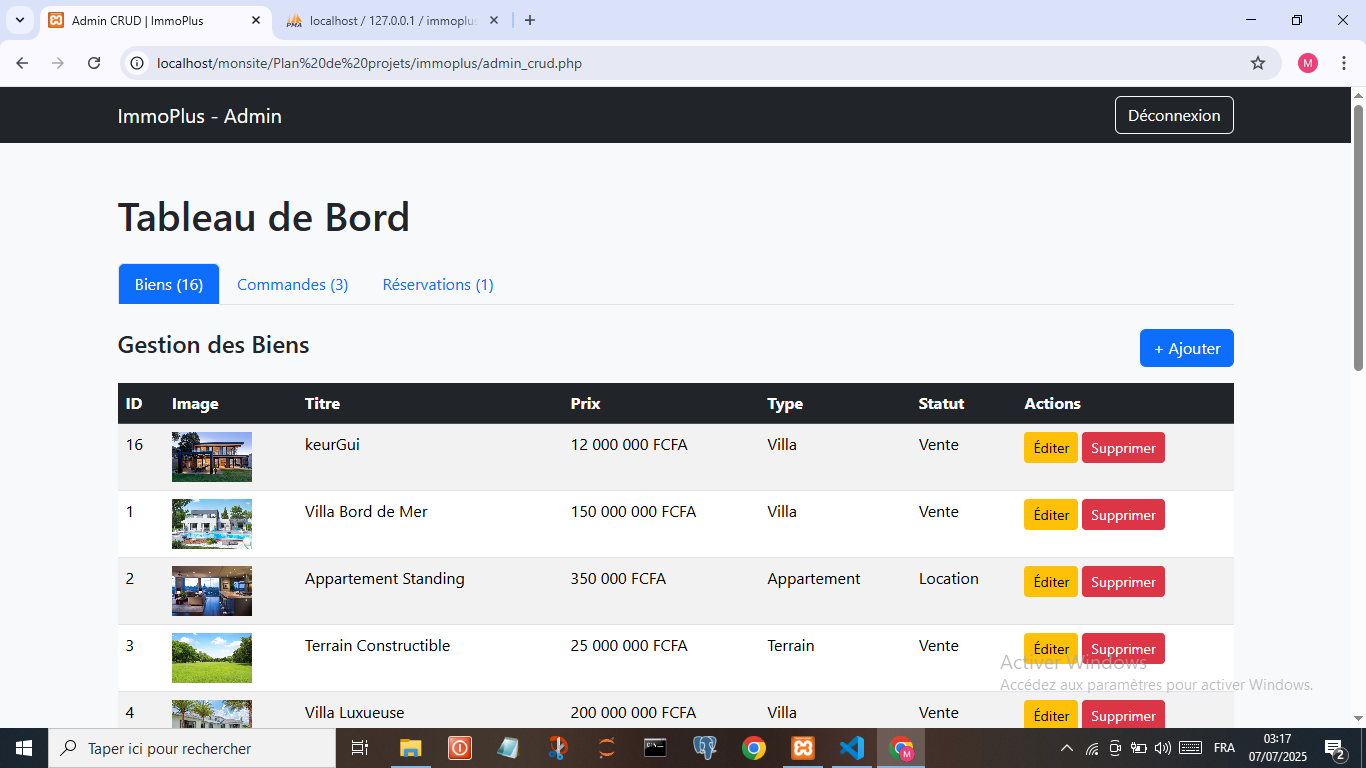 Admin CRUD | ImmoPlus
localhost / 127.0.0.1 / immoplus
localhost/monsite/Plan%20de%20projets/immoplus/admin_crud.php
M
ImmoPlus - Admin
Déconnexion
Tableau de Bord
Biens (16) Commandes (3) Réservations (1)
Gestion des Biens
+ Ajouter
ID Image Titre Prix Type Statut Actions
16 keurGui 12 000 000 FCFA Villa Vente Éditer Supprimer
1 Villa Bord de Mer 150 000 000 FCFA Villa Vente Éditer Supprimer
2 Appartement Standing 350 000 FCFA Appartement Location Éditer Supprimer
3 Terrain Constructible 25 000 000 FCFA Terrain Vente Éditer Supprimer
4 Villa Luxueuse 200 000 000 FCFA Villa Vente Éditer Supprimer
Activer Windows
Accédez aux paramètres pour activer Windows.
Taper ici pour rechercher
FRA
03:17
07/07/2025
2